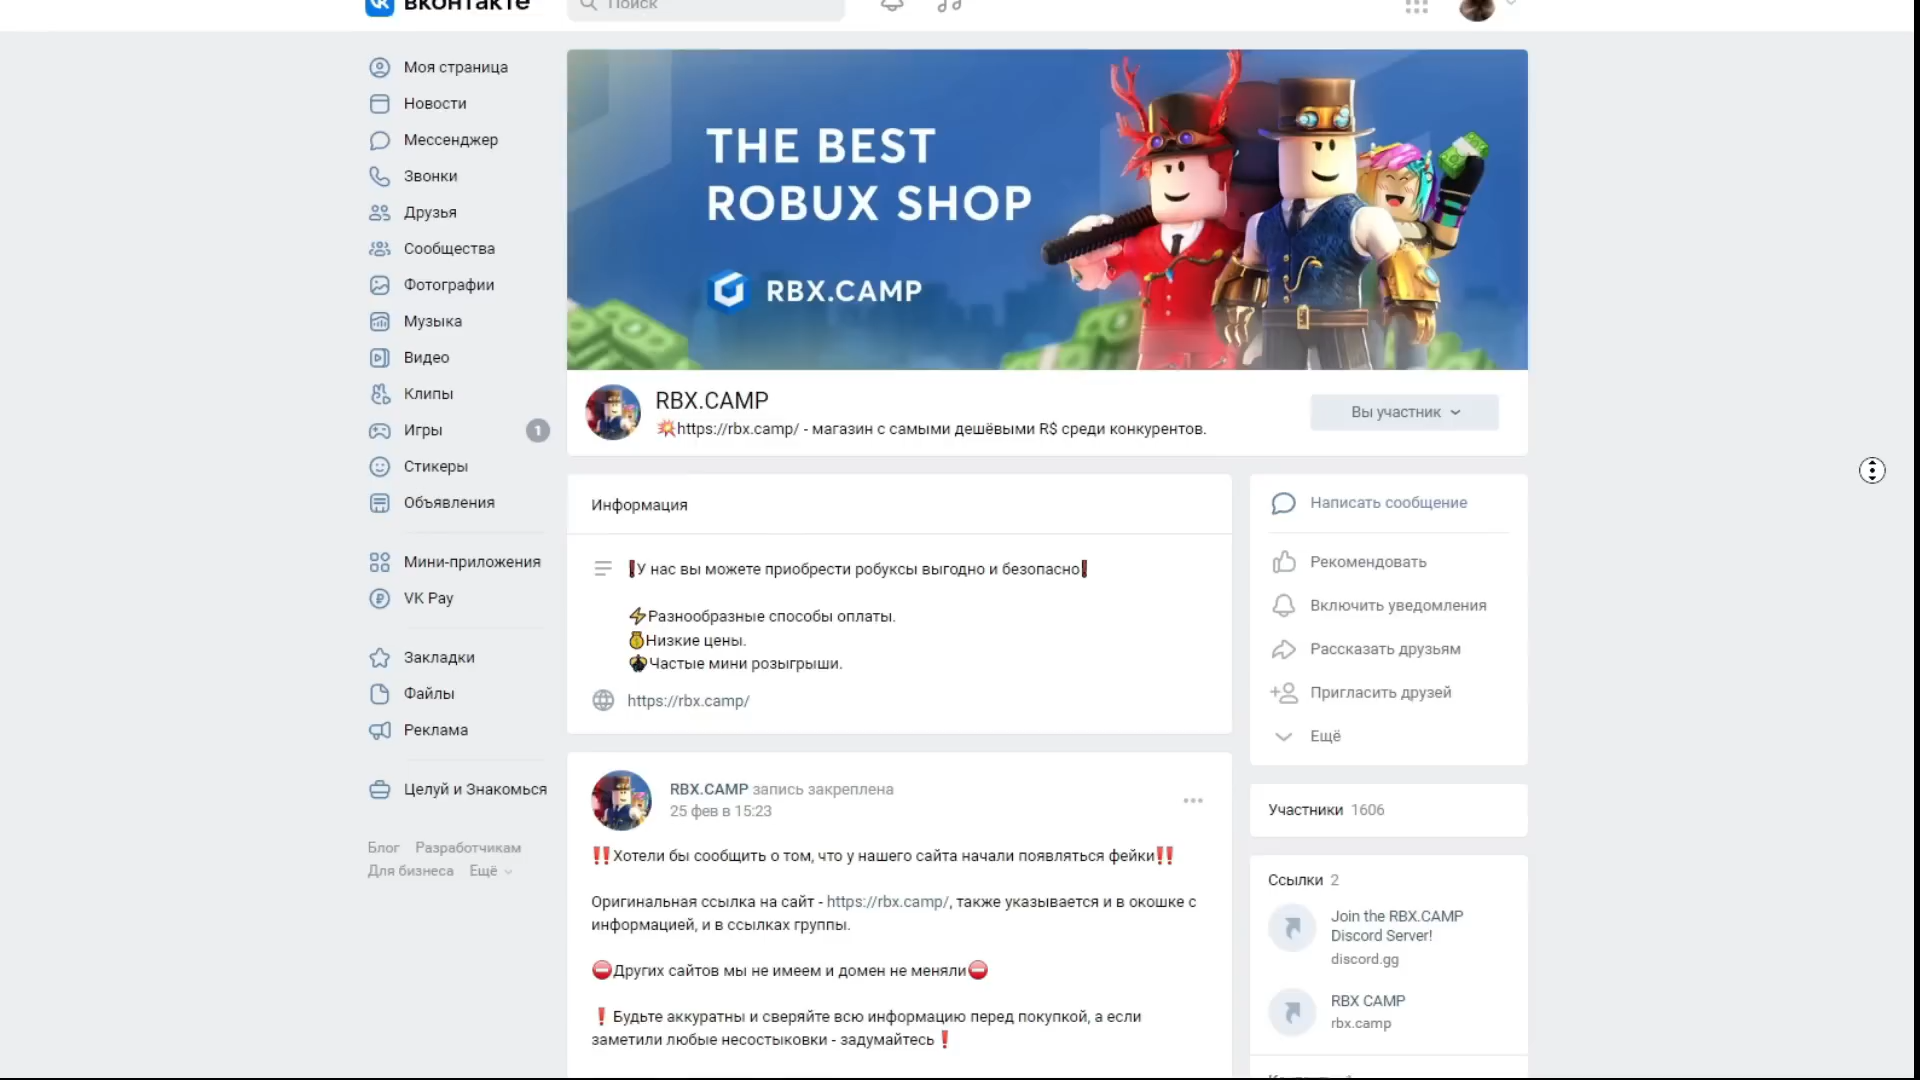 вконтакте
Поиск
Моя страница
Новости
Мессенджер
Звонки
Друзья
Сообщества
Фотографии
Музыка
Видео
Клипы
Игры 1
Стикеры
Объявления
Мини-приложения
VK Pay
Закладки
Файлы
Реклама
Целуй и Знакомься
Блог Разработчикам
Для бизнеса Ещё
THE BEST
ROBUX SHOP
RBX.CAMP
RBX.CAMP
💥https://rbx.camp/ - магазин с самыми дешёвыми R$ среди конкурентов.
Вы участник
Информация
❗У нас вы можете приобрести робуксы выгодно и безопасно❗
⚡Разнообразные способы оплаты.
💰Низкие цены.
Частые мини розыгрыши.
https://rbx.camp/
RBX.CAMP запись закреплена
25 фев в 15:23
‼Хотели бы сообщить о том, что у нашего сайта начали появляться фейки‼
Оригинальная ссылка на сайт - https://rbx.camp/, также указывается и в окошке с
информацией, и в ссылках группы.
⛔Других сайтов мы не имеем и домен не меняли⛔
❗ Будьте аккуратны и сверяйте всю информацию перед покупкой, а если
заметили любые несостыковки - задумайтесь❗
Написать сообщение
Рекомендовать
Включить уведомления
Рассказать друзьям
Пригласить друзей
Ещё
Участники 1606
Ссылки 2
Join the RBX.CAMP
Discord Server!
discord.gg
RBX CAMP
rbx.camp